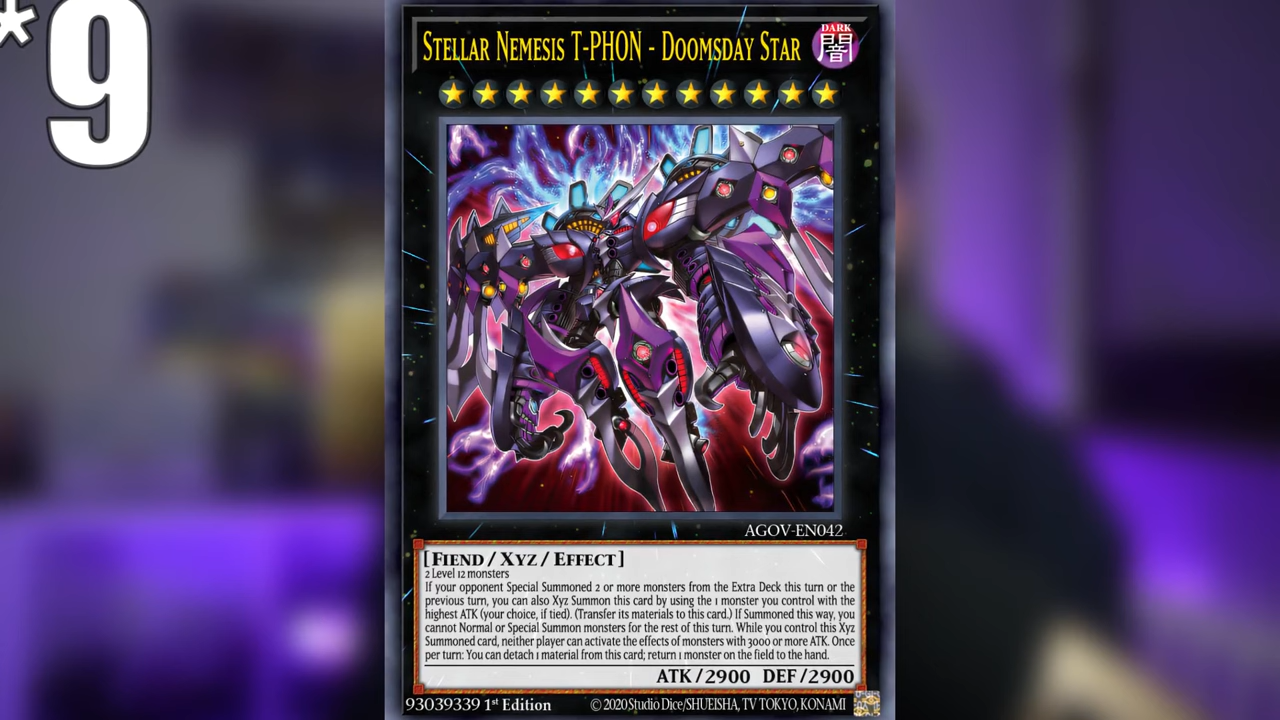 *9
STELLAR NEMESIS T-PHON - DOOMSDAY STAR
DARK
闇
AGOV-EN042
[FIEND / XYZ / EFFECT]
2 Level 12 monsters
If your opponent Special Summoned 2 or more monsters from the Extra Deck this turn or the
previous turn, you can also Xyz Summon this card by using the 1 monster you control with the
highest ATK (your choice, if tied). (Transfer its materials to this card.) If Summoned this way, you
cannot Normal or Special Summon monsters for the rest of this turn. While you control this Xyz
Summoned card, neither player can activate the effects of monsters with 3000 or more ATK. Once
per turn: You can detach 1 material from this card; return 1 monster on the field to the hand.
ATK/2900 DEF/2900
93039339 1st Edition ©2020 Studio Dice/SHUEISHA, TV TOKYO, KONAMI